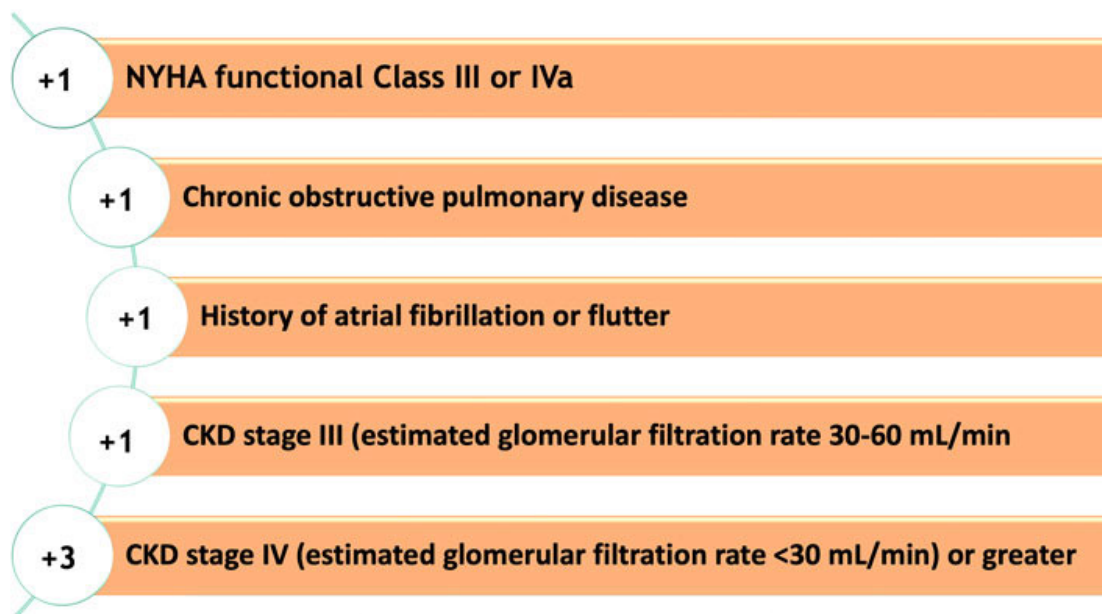 +1 NYHA functional Class III or IVa
+1 Chronic obstructive pulmonary disease
+1 History of atrial fibrillation or flutter
+1 CKD stage III (estimated glomerular filtration rate 30-60 mL/min
+3 CKD stage IV (estimated glomerular filtration rate <30 mL/min) or greater